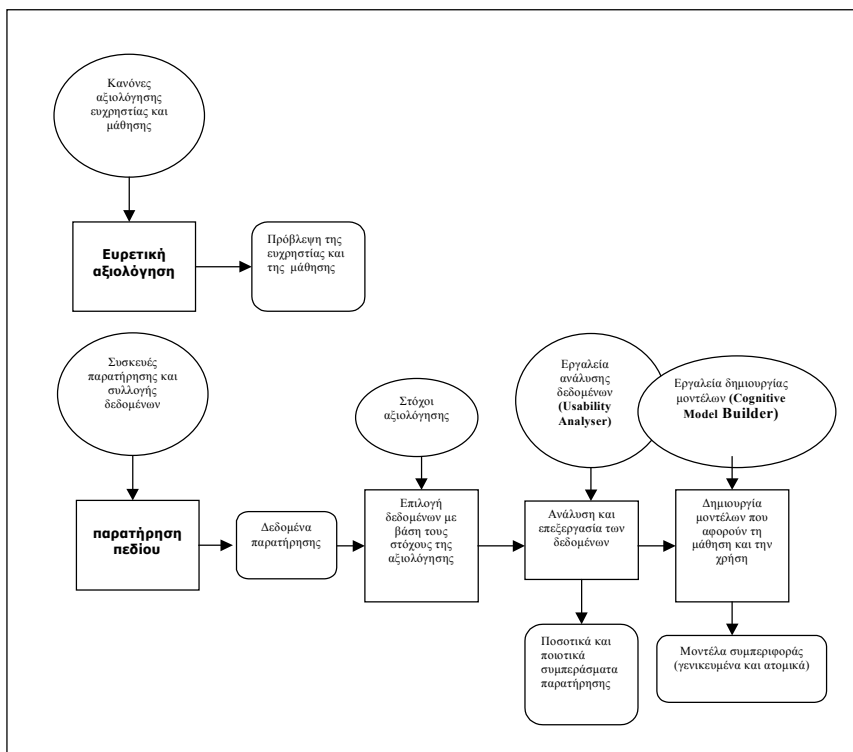 Κανόνες
αξιολόγησης
ευχρηστίας και
μάθησης
Ευρετική
αξιολόγηση
Πρόβλεψη της
ευχρηστίας και
της μάθησης
Συσκευές
παρατήρησης και
συλλογής
δεδομένων
Στόχοι
αξιολόγησης
Εργαλεία
ανάλυσης
δεδομένων
(Usability
Analyser)
Εργαλεία δημιουργίας
μοντέλων (Cognitive
Model Builder)
παρατήρηση
πεδίου
Δεδομένα
παρατήρησης
Επιλογή
δεδομένων με
βάση τους
στόχους της
αξιολόγησης
Ανάλυση και
επεξεργασία των
δεδομένων
Δημιουργία
μοντέλων που
αφορούν τη
μάθηση και την
χρήση
Ποσοτικά και
ποιοτικά
συμπεράσματα
παρατήρησης
Μοντέλα συμπεριφοράς
(γενικευμένα και ατομικά)